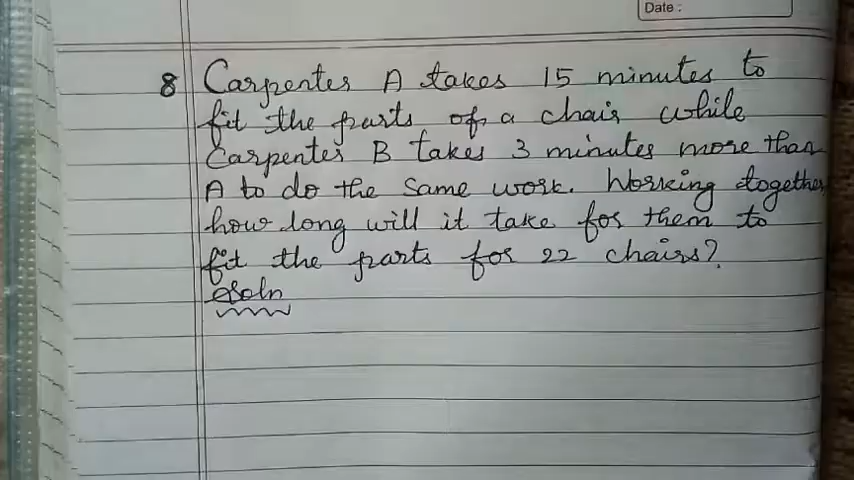 Date :
8 Carpenter A takes 15 minutes to
fit the parts of a chair while
Carpenter B takes 3 minutes more than
A to do the same work. Working together
how long will it take for them to
fit the parts for 22 chairs?
Soln